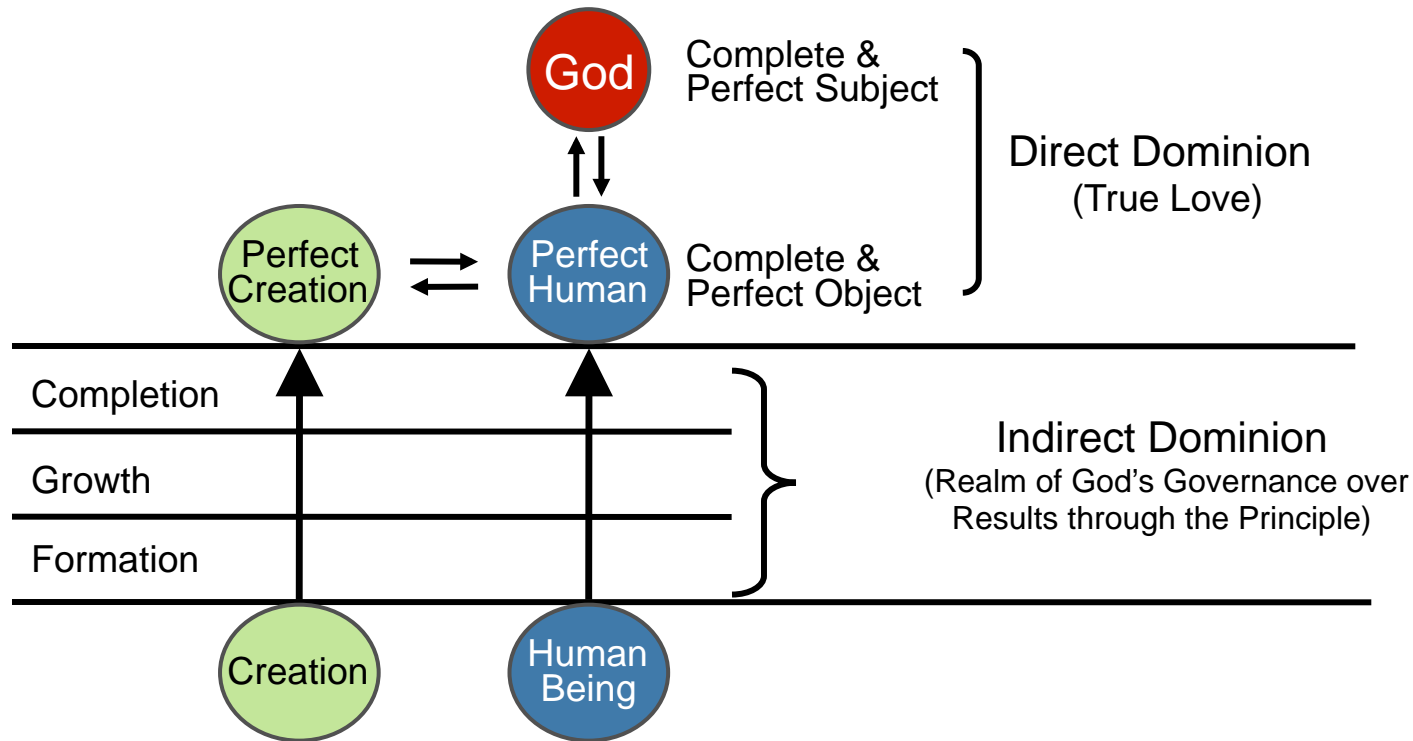 God
Complete &
Perfect Subject
Direct Dominion
(True Love)
Perfect
Creation
Perfect
Human
Complete &
Perfect Object
Completion
Growth
Formation
Indirect Dominion
(Realm of God’s Governance over
Results through the Principle)
Creation
Human
Being